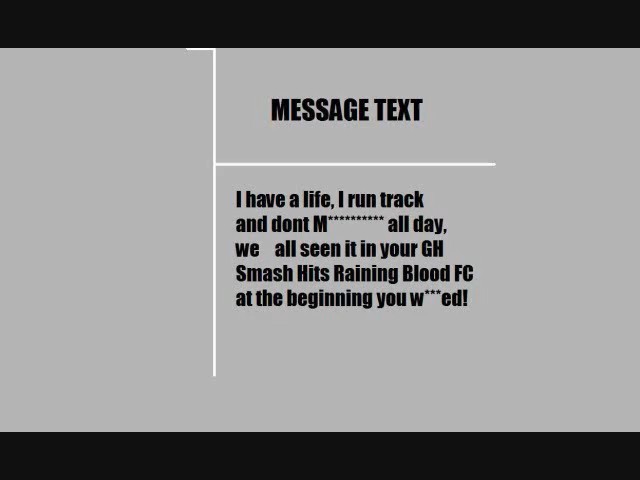 MESSAGE TEXT
I have a life, I run track
and dont M********** all day,
we all seen it in your GH
Smash Hits Raining Blood FC
at the beginning you w***ed!